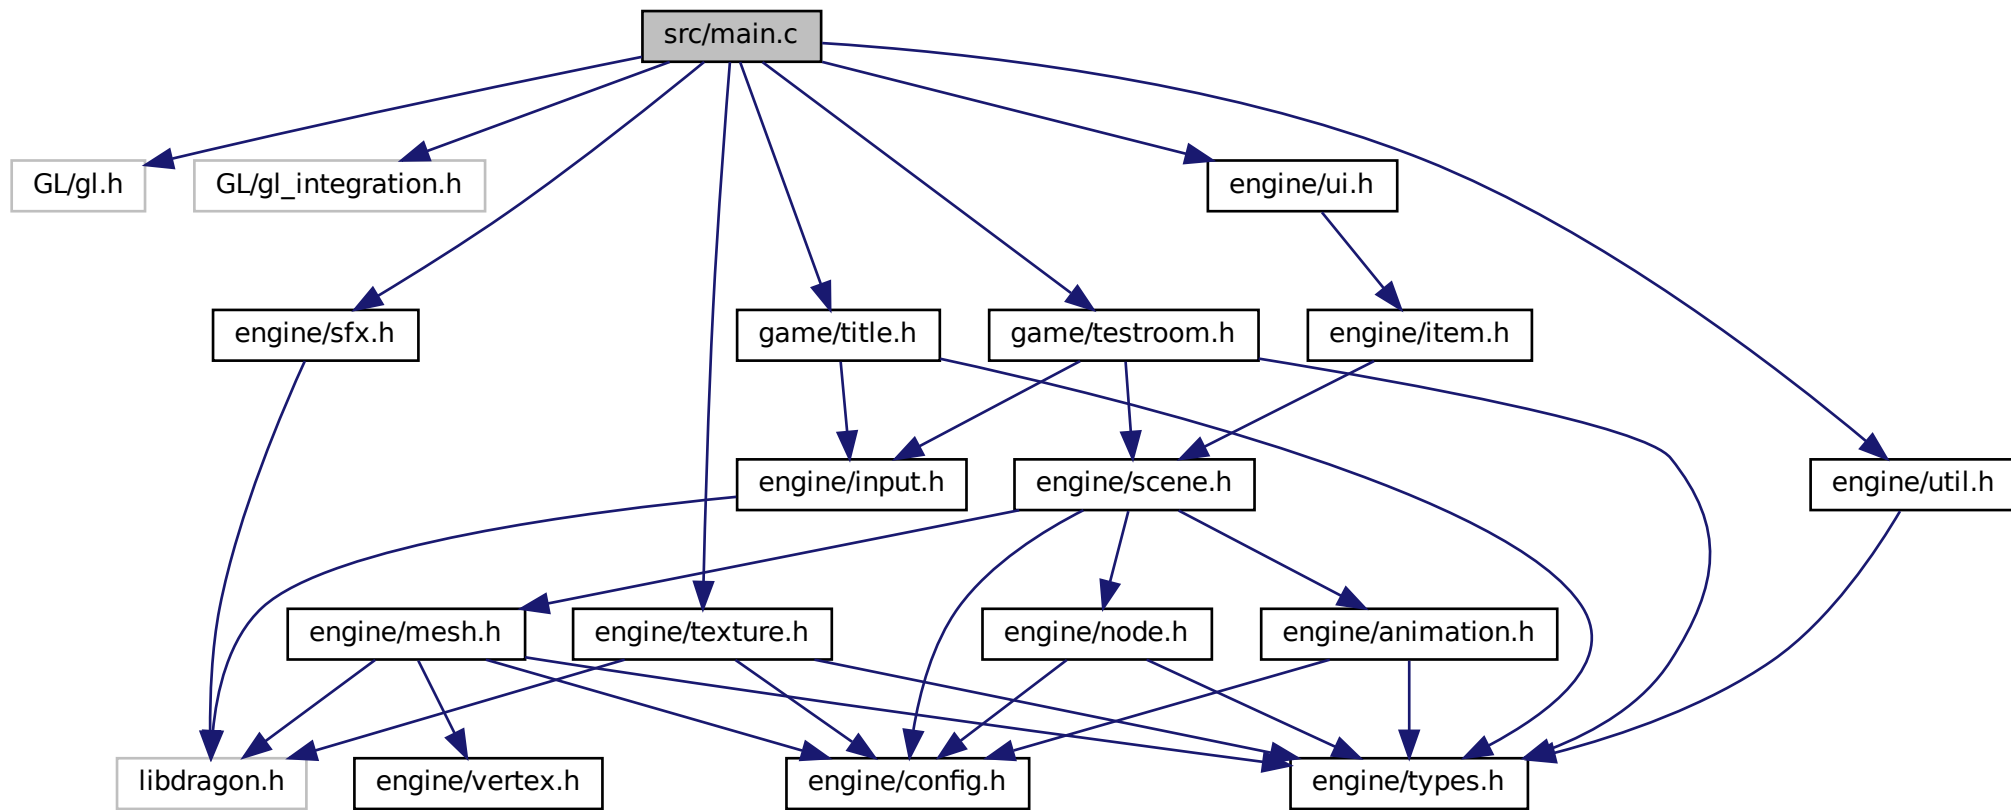 src/main.c
GL/gl.h
GL/gl_integration.h
engine/ui.h
engine/sfx.h
game/title.h
game/testroom.h
engine/item.h
engine/input.h
engine/scene.h
engine/util.h
engine/mesh.h
engine/texture.h
engine/node.h
engine/animation.h
libdragon.h
engine/vertex.h
engine/config.h
engine/types.h